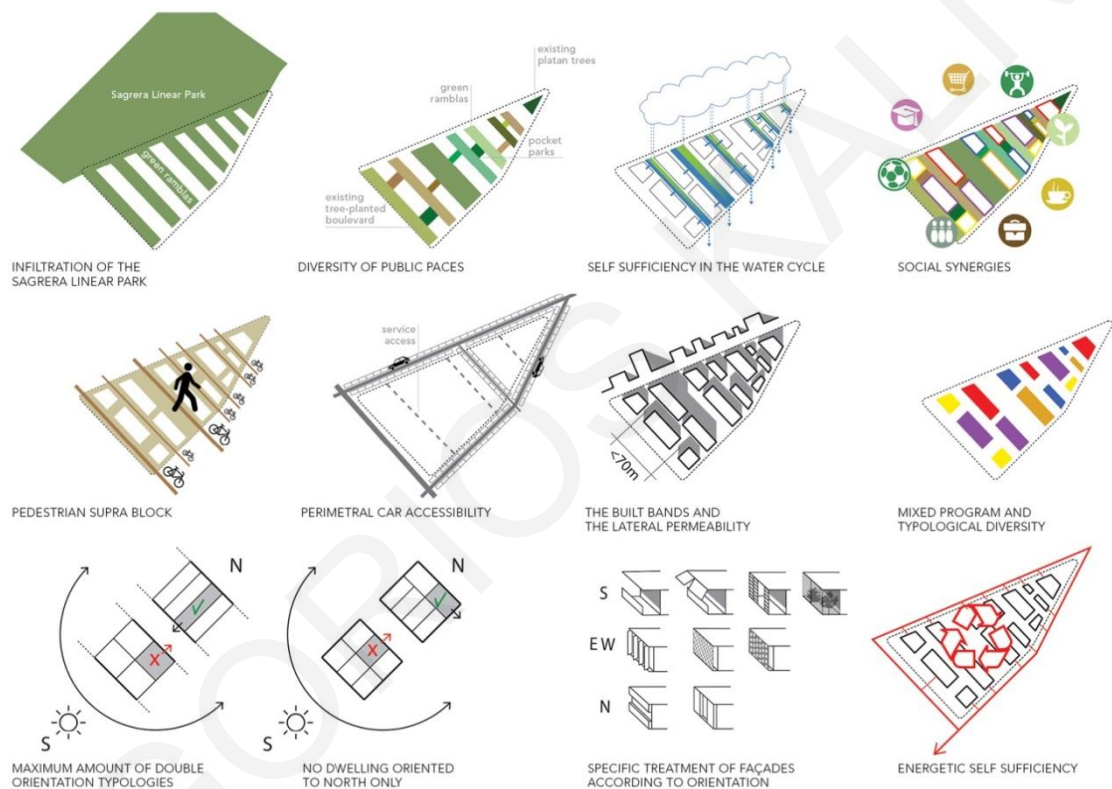 Sagrera Linear Park
green ramblas
INFILTRATION OF THE
SAGRERA LINEAR PARK
existing
platan trees
green
ramblas
pocket
parks
existing
tree-planted
boulevard
DIVERSITY OF PUBLIC PACES
SELF SUFFICIENCY IN THE WATER CYCLE
SOCIAL SYNERGIES
PEDESTRIAN SUPRA BLOCK
service
access
PERIMETRAL CAR ACCESSIBILITY
<70m
THE BUILT BANDS AND
THE LATERAL PERMEABILITY
MIXED PROGRAM AND
TYPOLOGICAL DIVERSITY
N
X
S
MAXIMUM AMOUNT OF DOUBLE
ORIENTATION TYPOLOGIES
N
X
S
NO DWELLING ORIENTED
TO NORTH ONLY
S
EW
N
SPECIFIC TREATMENT OF FAÇADES
ACCORDING TO ORIENTATION
ENERGETIC SELF SUFFICIENCY